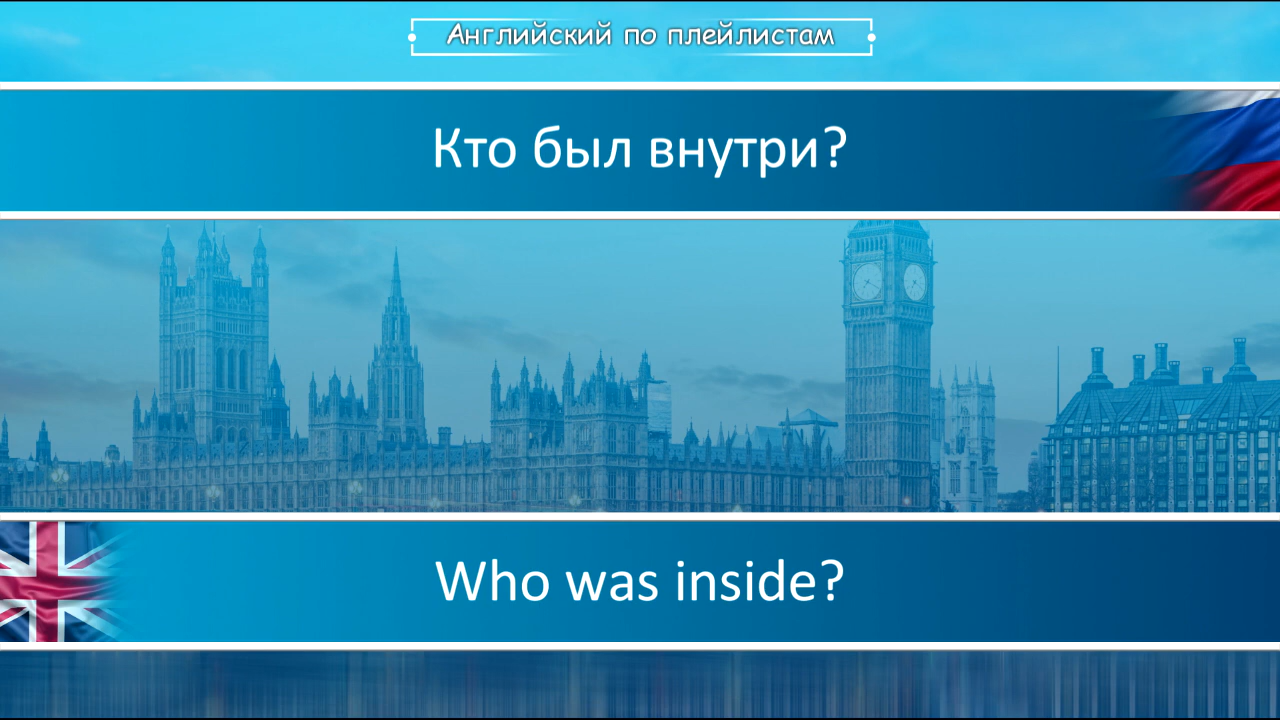 Английский по плейлистам
Кто был внутри?
Who was inside?